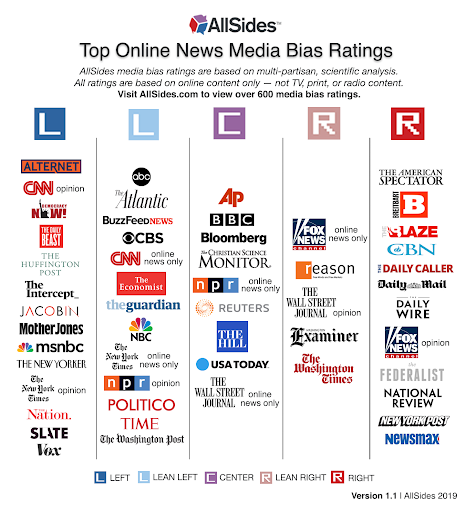 AllSides™
Top Online News Media Bias Ratings
AllSides media bias ratings are based on multi-partisan, scientific analysis.
All ratings are based on online content only — not TV, print, or radio content.
Visit AllSides.com to view over 600 media bias ratings.
L
L
C
R
R
ALTERNET
CNN opinion
DEMOCRACY NOW!
THE DAILY
BEAST
THE
HUFFINGTON
POST
The
Intercept_
JACOBIN
Mother Jones
msnbc
THE NEW YORKER
The
New York
Times
opinion
THE Nation.
SLATE
Vox
abc
The Atlantic
BuzzFeed NEWS
CBS
CNN online
news only
The
Economist
theguardian
NBC
The
New York
Times
online
news only
npr opinion
POLITICO
TIME
The Washington Post
AP
BBC
Bloomberg
THE CHRISTIAN SCIENCE
MONITOR
npr online
news only
REUTERS
THE
HILL
USA TODAY
THE
WALL STREET
JOURNAL
online
news only
FOX
NEWS
channel
online
news only
reason
THE
WALL STREET
JOURNAL opinion
Examiner
The
Washington
Times
THE AMERICAN
SPECTATOR
BREITBART
B
theBLAZE
CBN
THE DAILY CALLER
Daily Mail
DAILY
WIRE
FOX
NEWS
channel
opinion
THE
FEDERALIST
NATIONAL
REVIEW
NEW YORK POST
Newsmax
L LEFT L LEAN LEFT C CENTER R LEAN RIGHT R RIGHT
Version 1.1 | AllSides 2019